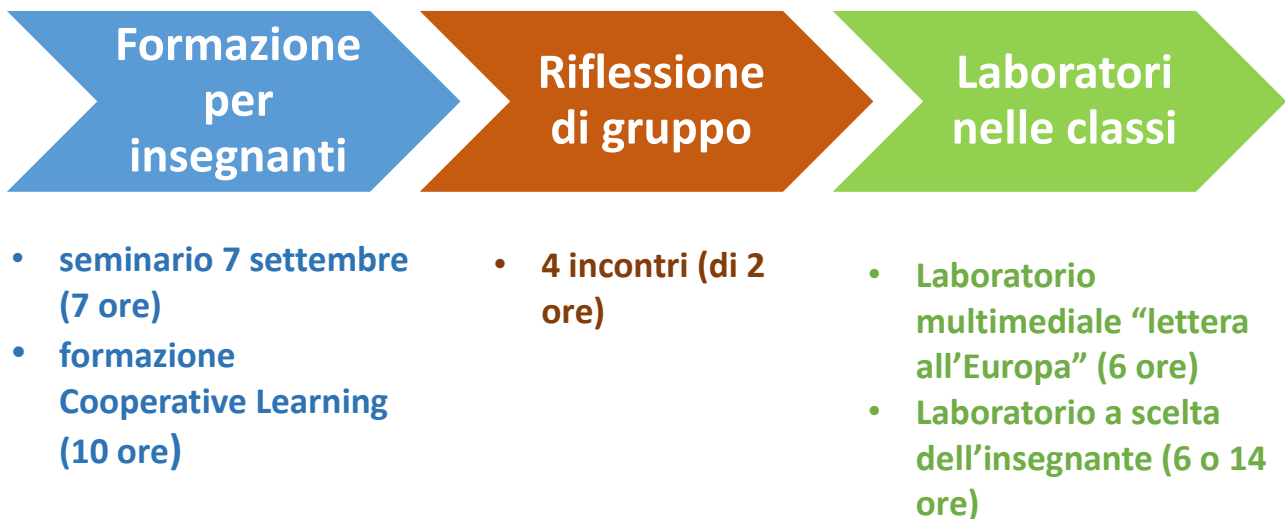 Formazione
per
insegnanti
Riflessione
di gruppo
Laboratori
nelle classi
• seminario 7 settembre
(7 ore)
• formazione
Cooperative Learning
(10 ore)
• 4 incontri (di 2
ore)
• Laboratorio
multimediale “lettera
all’Europa” (6 ore)
• Laboratorio a scelta
dell’insegnante (6 o 14
ore)